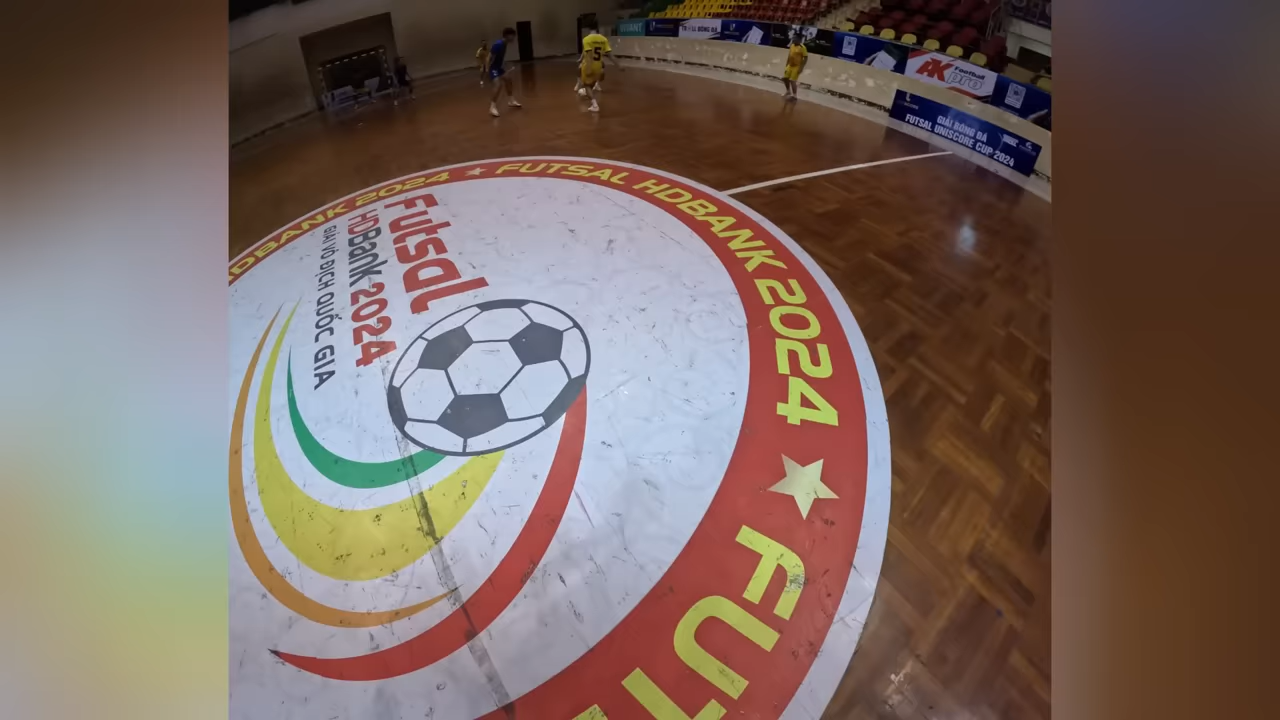 5
AK Football
pro
GIẢI BÓNG ĐÁ
FUTSAL UNISCORE CUP 2024
HDBANK 2024 ★ FUTSAL HDBANK 2024 ★ FUT
Futsal
HDBank 2024
GIẢI VÔ ĐỊCH QUỐC GIA